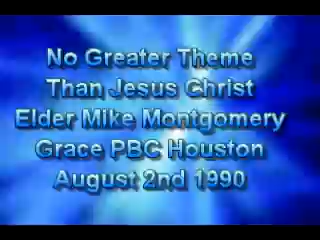 No Greater Theme
Than Jesus Christ
Elder Mike Montgomery
Grace PBC Houston
August 2nd 1990